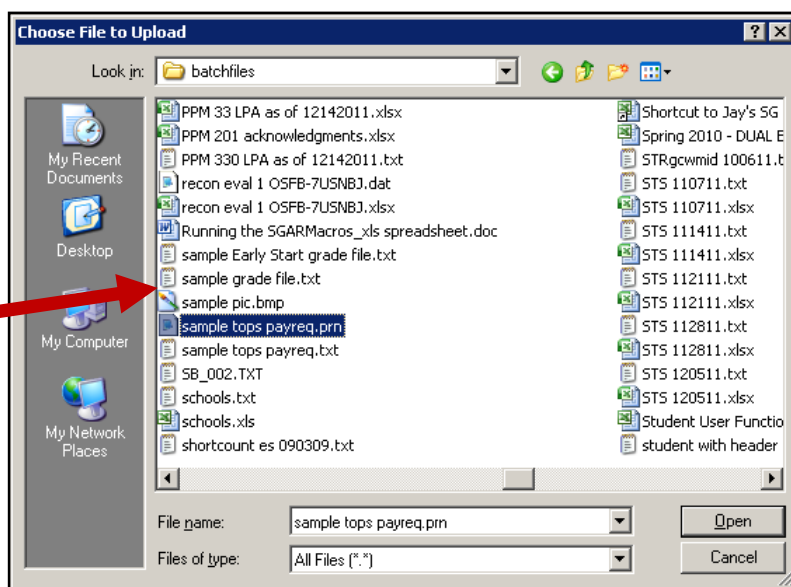 Choose File to Upload
Look in:
batchfiles
My Recent
Documents
Desktop
My Computer
My Network
Places
PPM 33 LPA as of 12142011.xlsx
PPM 201 acknowledgments.xlsx
PPM 330 LPA as of 12142011.txt
recon eval 1 OSFB-7USNBJ.dat
recon eval 1 OSFB-7USNBJ.xlsx
Running the SGARMacros_xls spreadsheet.doc
sample Early Start grade file.txt
sample grade file.txt
sample pic.bmp
sample tops payreq.prn
sample tops payreq.txt
SB_002.TXT
schools.txt
schools.xls
shortcount es 090309.txt
Shortcut to Jay's SG
Spring 2010 - DUAL E
STRgcwmid 100611.t
STS 110711.txt
STS 110711.xlsx
STS 111411.txt
STS 111411.xlsx
STS 112111.txt
STS 112111.xlsx
STS 112811.txt
STS 112811.xlsx
STS 120511.txt
STS 120511.xlsx
Student User Functio
student with header
File name:
sample tops payreq.prn
Open
Files of type:
All Files (*.*)
Cancel